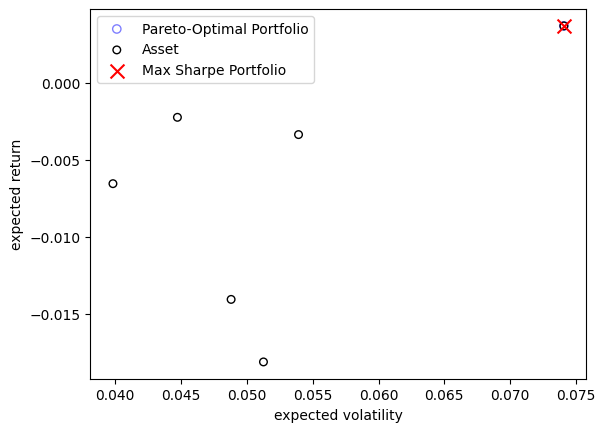 Pareto-Optimal Portfolio
Asset
Max Sharpe Portfolio
0.000
−0.005
−0.010
−0.015
expected return
0.040 0.045 0.050 0.055 0.060 0.065 0.070 0.075
expected volatility